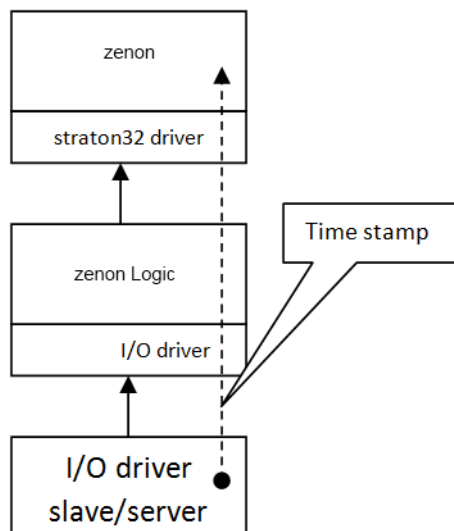 zenon
straton32 driver
Time stamp
zenon Logic
I/O driver
I/O driver
slave/server